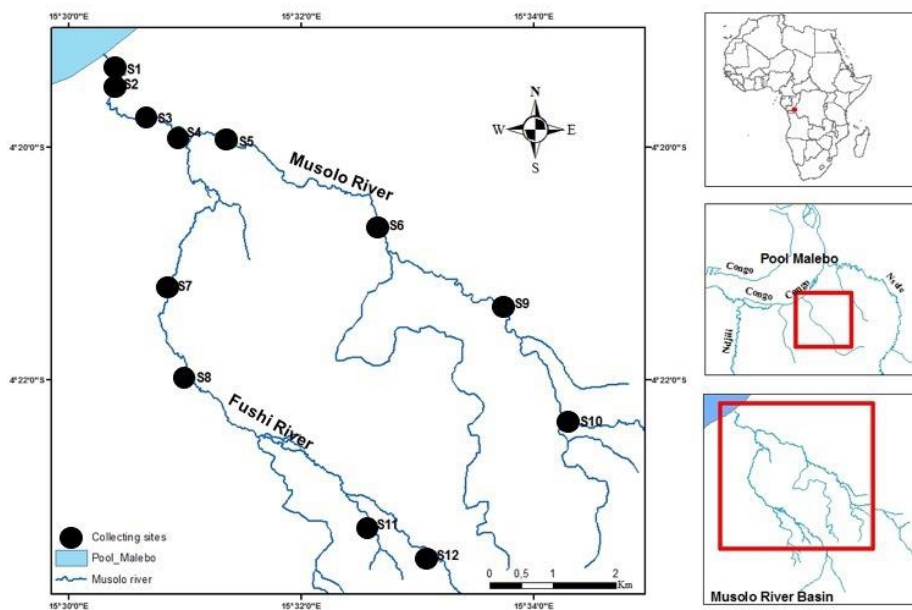 15°30'0"E 15°32'0"E 15°34'0"E
S1
S2
S3
S4
S5
4°20'0"S
4°20'0"S
Musolo River
N
W E
S
S6
S7
S9
4°22'0"S
4°22'0"S
S8
Fushi River
S10
S11
S12
Collecting sites
Pool_Malebo
Musolo river
0 0,5 1 2
Km
15°30'0"E 15°32'0"E 15°34'0"E
Pool Malebo
Congo
Congo
Congo
Ndjili
Musolo River Basin